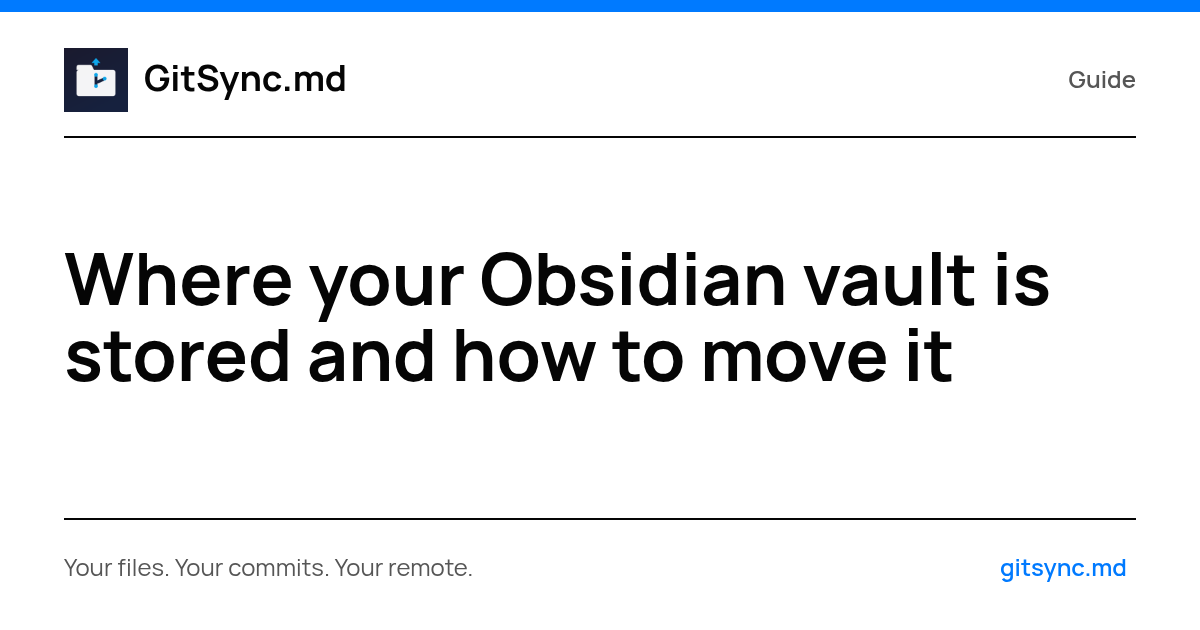 GitSync.md
Guide
Where your Obsidian vault is
stored and how to move it
Your files. Your commits. Your remote.
gitsync.md